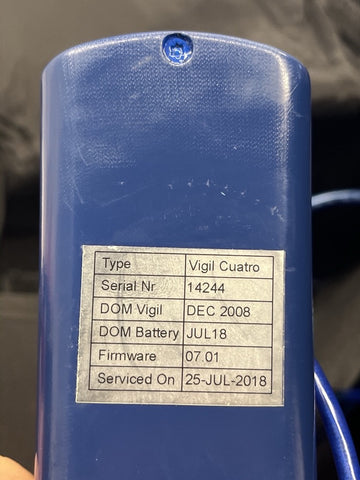 Type Vigil Cuatro
Serial Nr 14244
DOM Vigil DEC 2008
DOM Battery JUL18
Firmware 07.01
Serviced On 25-JUL-2018